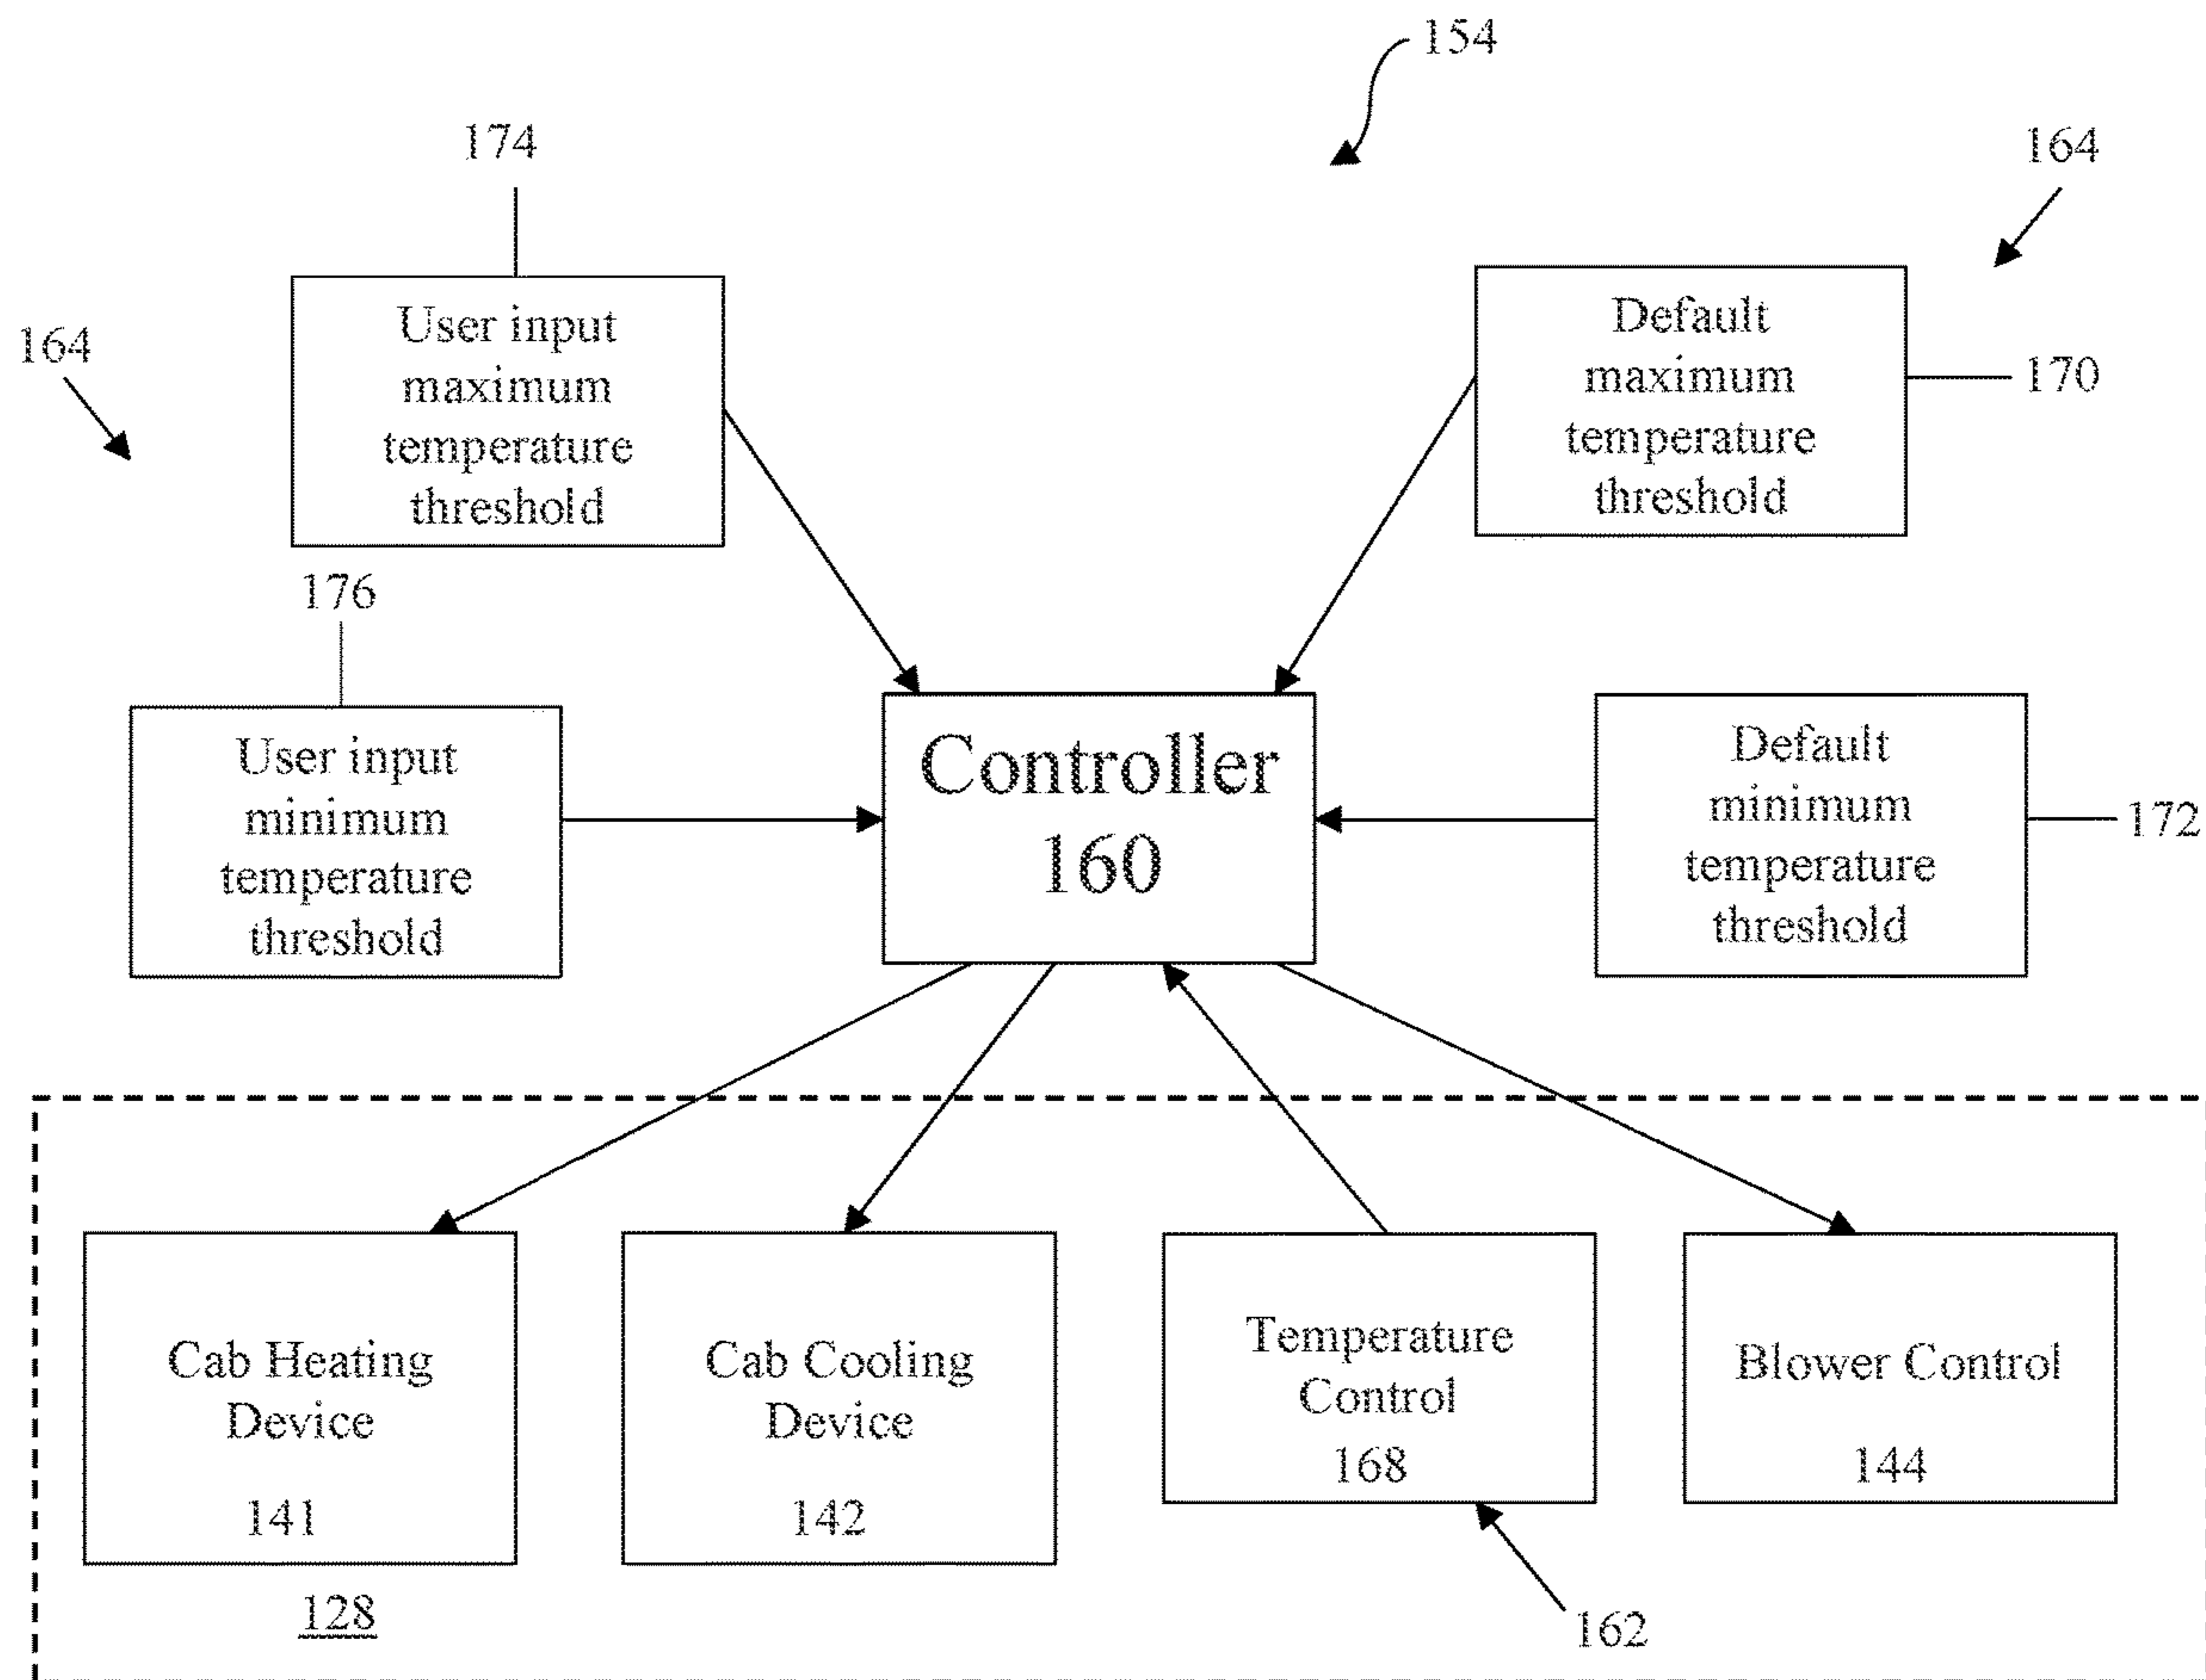 154
174
164
164
User input
maximum
temperature
threshold
Default
maximum
temperature
threshold
170
176
User input
minimum
temperature
threshold
Controller
160
Default
minimum
temperature
threshold
172
Cab Heating
Device
141
Cab Cooling
Device
142
Temperature
Control
168
Blower Control
144
128
162